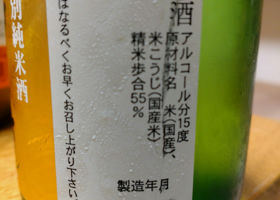 酒
アルコール分15度
原材料名 米(国産)、
米こうじ(国産米)
精米歩合55%
製造年月
はなるべくお早くお召し上がり下さい。
別純米酒